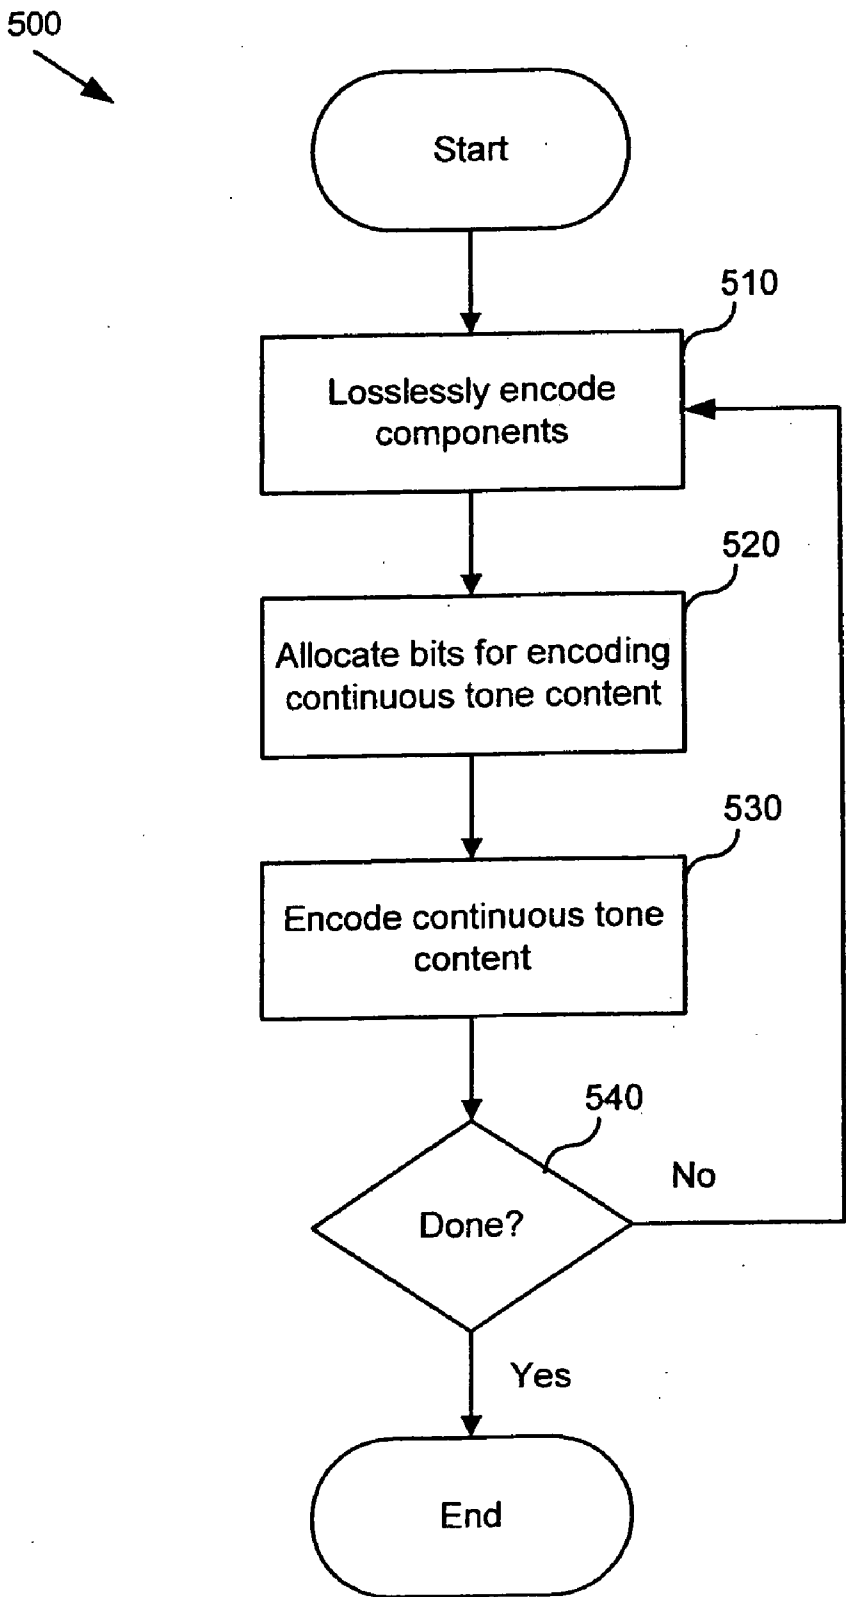 500
Start
510
Losslessly encode
components
520
Allocate bits for encoding
continuous tone content
530
Encode continuous tone
content
540
Done?
No
Yes
End